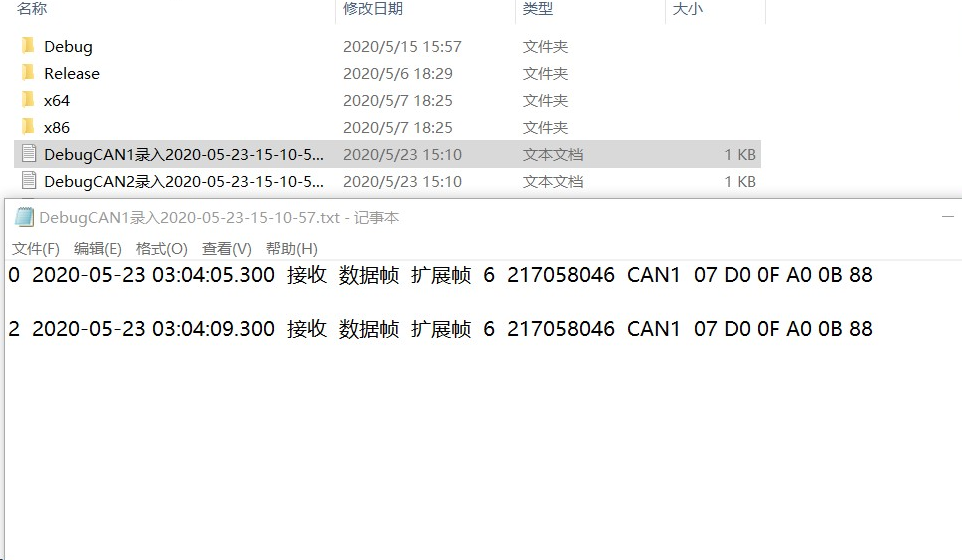 名称 修改日期 类型 大小
Debug 2020/5/15 15:57 文件夹
Release 2020/5/6 18:29 文件夹
x64 2020/5/7 18:25 文件夹
x86 2020/5/7 18:25 文件夹
DebugCAN1录入2020-05-23-15-10-5... 2020/5/23 15:10 文本文档 1 KB
DebugCAN2录入2020-05-23-15-10-5... 2020/5/23 15:10 文本文档 1 KB
DebugCAN1录入2020-05-23-15-10-57.txt - 记事本
文件(F) 编辑(E) 格式(O) 查看(V) 帮助(H)
0 2020-05-23 03:04:05.300 接收 数据帧 扩展帧 6 217058046 CAN1 07 D0 0F A0 0B 88
2 2020-05-23 03:04:09.300 接收 数据帧 扩展帧 6 217058046 CAN1 07 D0 0F A0 0B 88